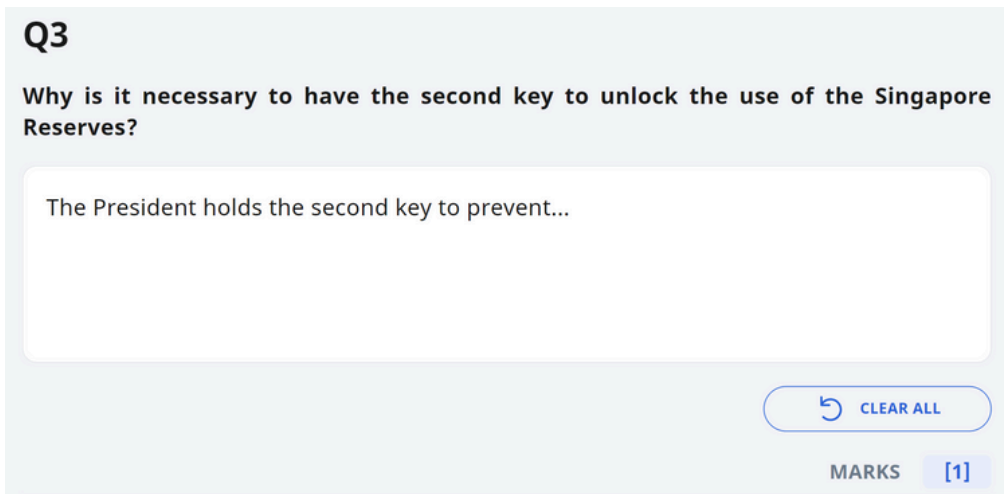 Q3
Why is it necessary to have the second key to unlock the use of the Singapore
Reserves?
The President holds the second key to prevent...
CLEAR ALL
MARKS [1]